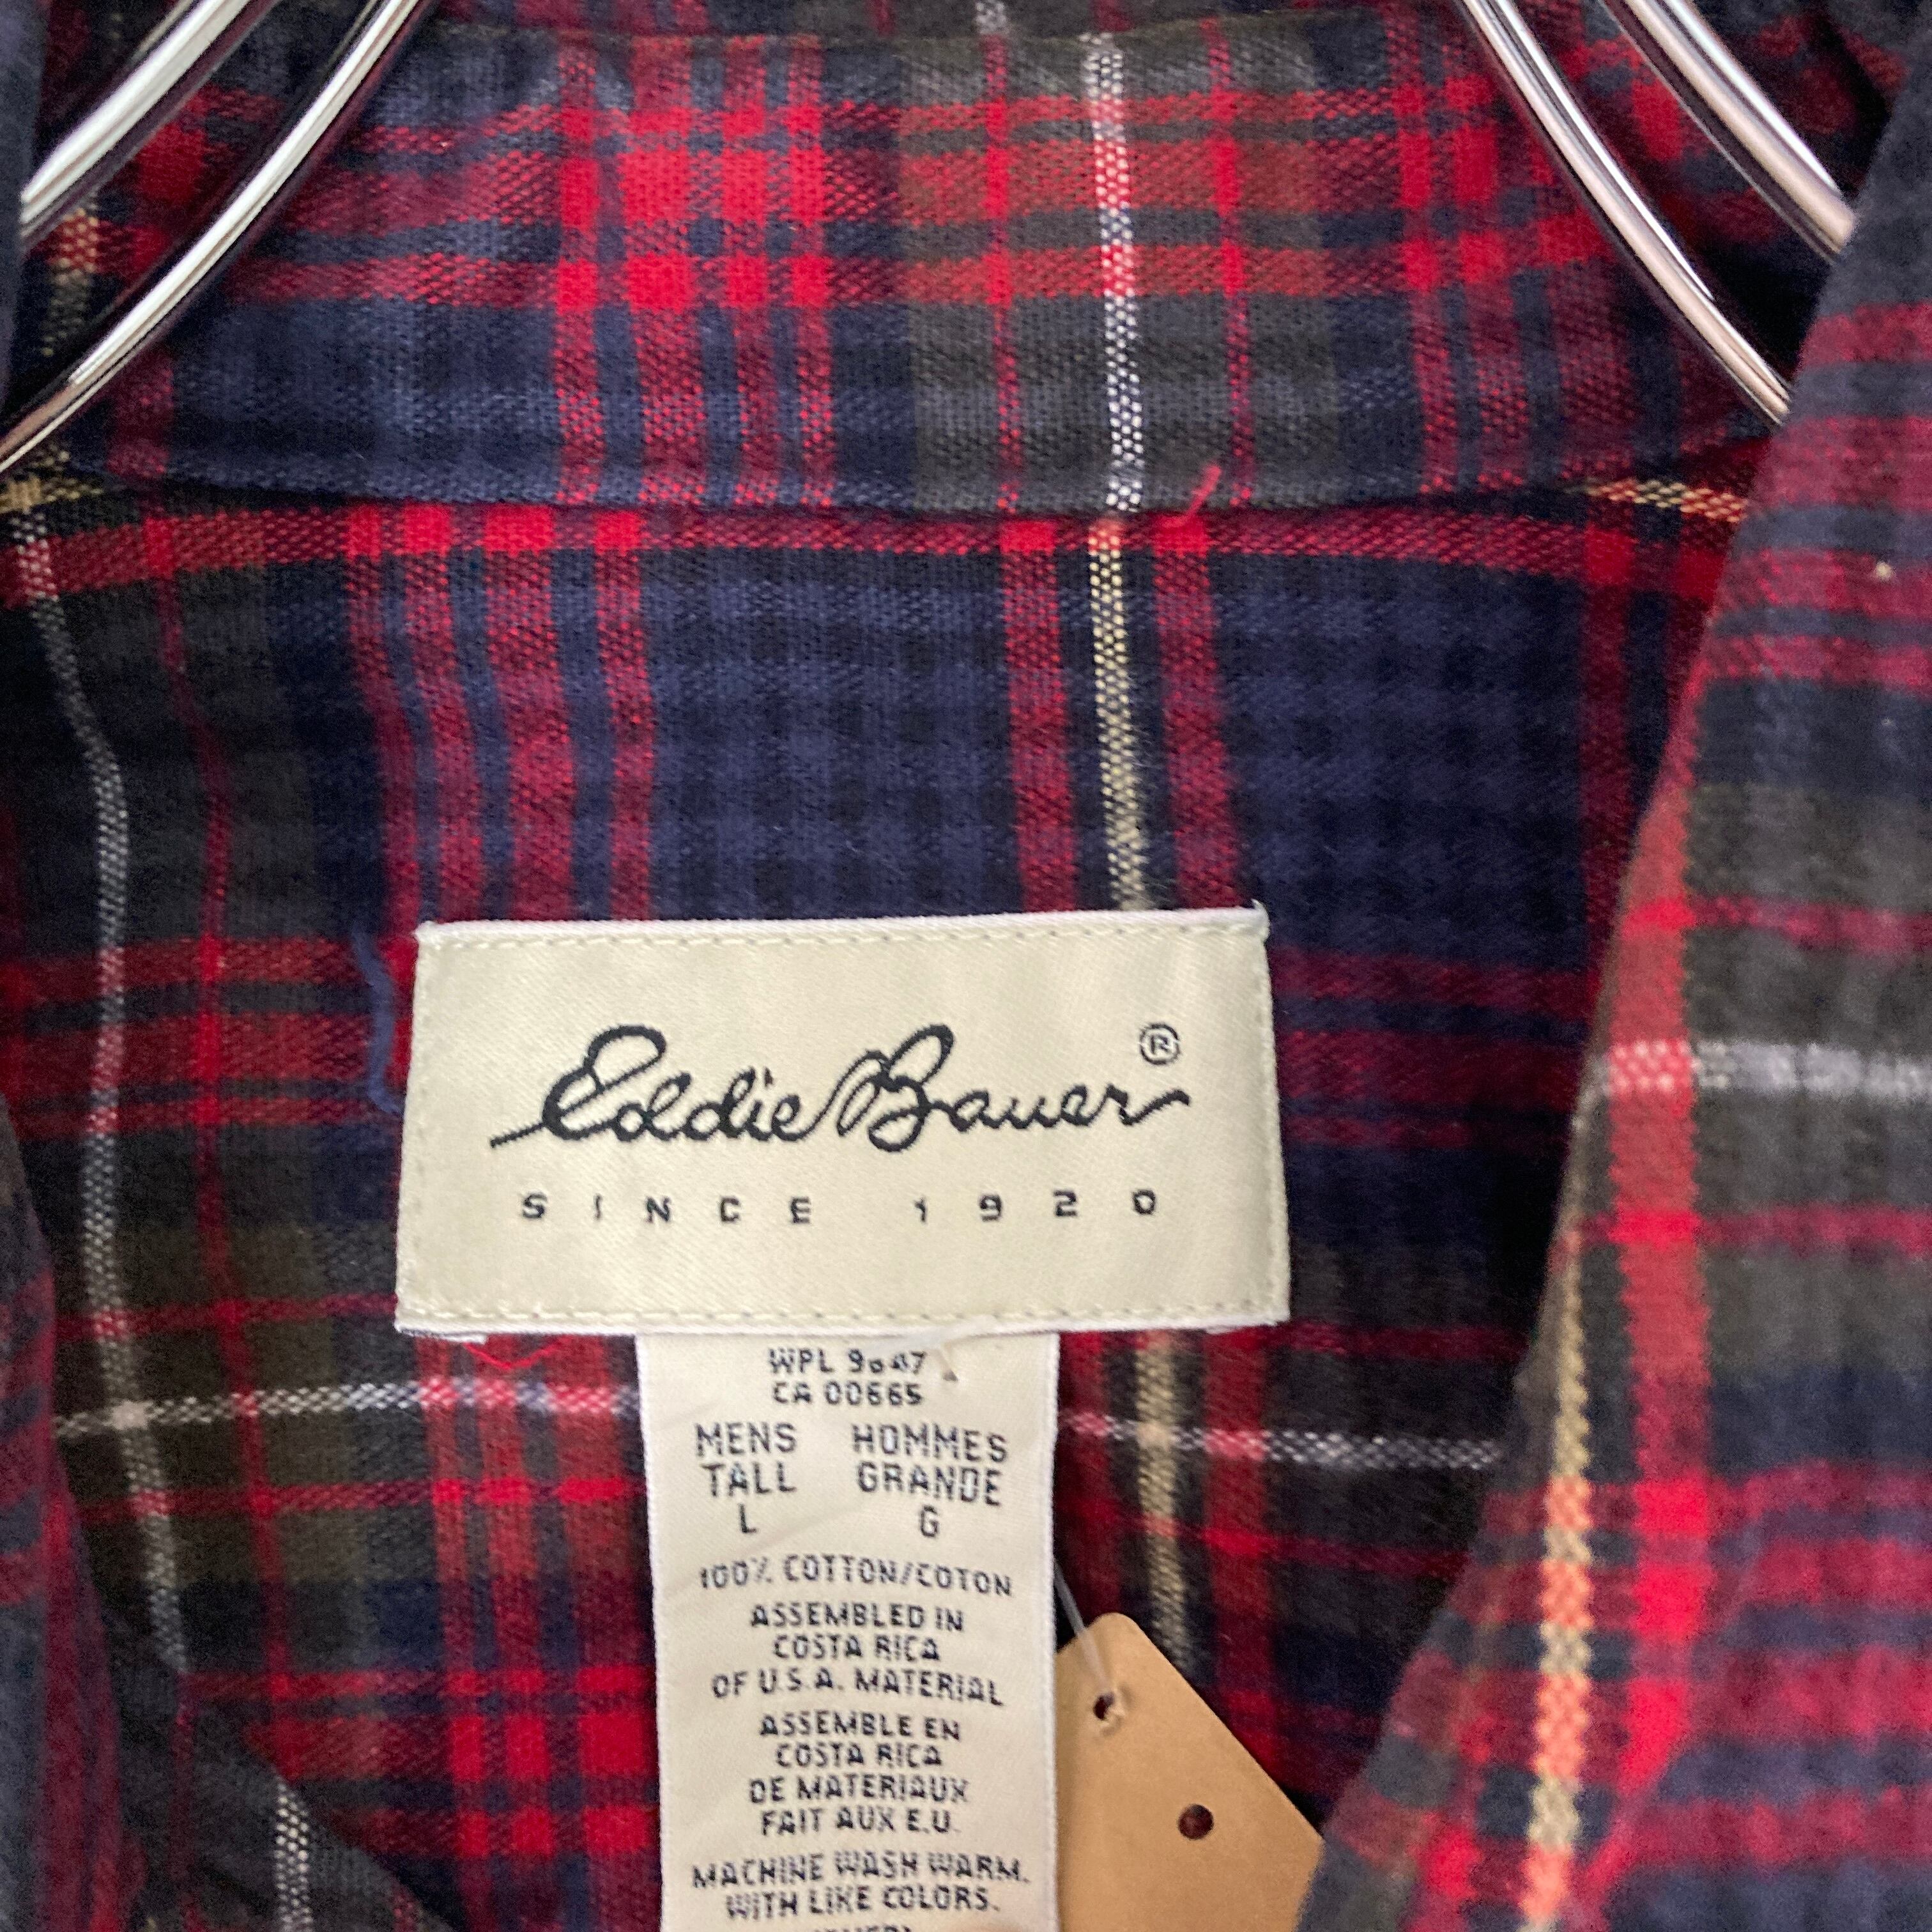 Eddie Bauer ®
SINCE 1920
WPL
CA 00665
MENS HOMMES
TALL GRANDE
L G
100% COTTON/COTON
ASSEMBLED IN
COSTA RICA
OF U.S.A. MATERIAL
ASSEMBLE EN
COSTA RICA
DE MATERIAUX
FAIT AUX E.U.
MACHINE WASH WARM.
WITH LIKE COLORS.